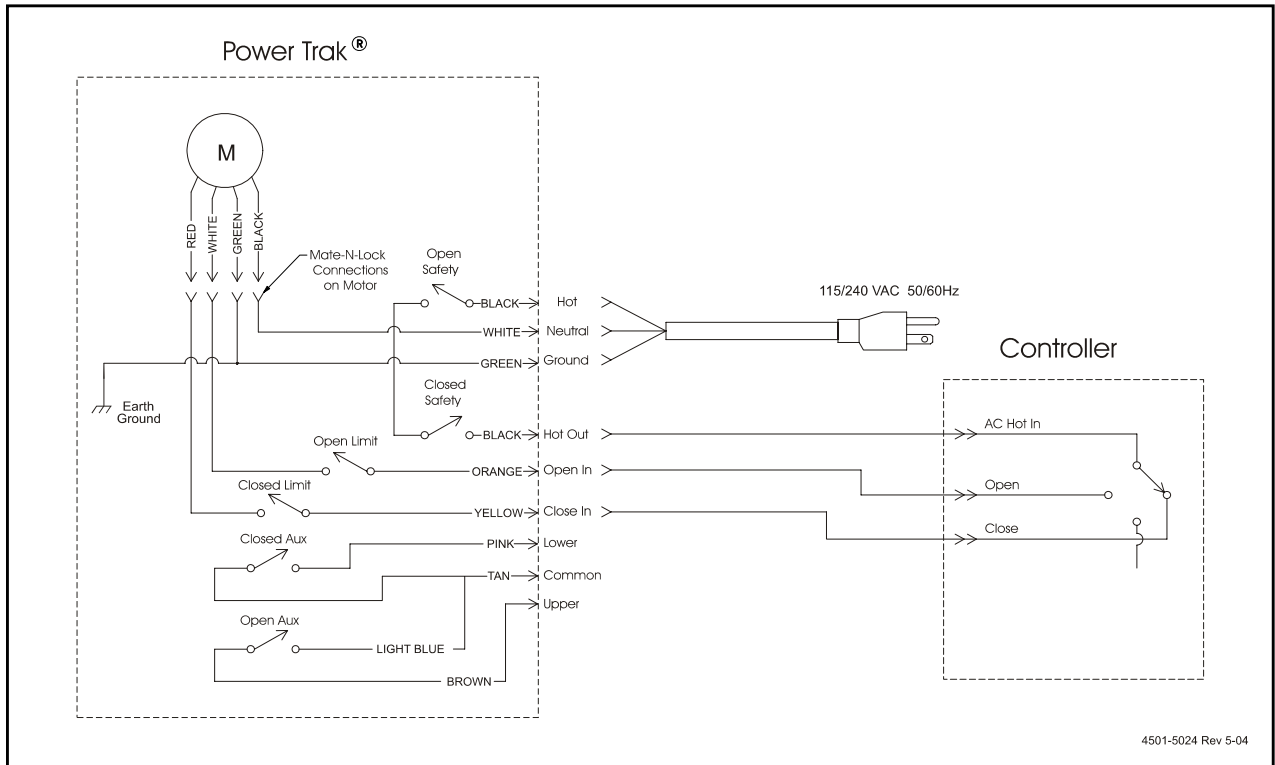 Power Trak®
M
RED
WHITE
GREEN
BLACK
Mate-N-Lock
Connections
on Motor
Open
Safety
BLACK
Hot
WHITE
Neutral
GREEN
Ground
115/240 VAC 50/60Hz
Controller
Earth
Ground
Closed
Safety
BLACK
Hot Out
AC Hot In
Open Limit
ORANGE
Open In
Open
Closed Limit
YELLOW
Close In
Close
Closed Aux
PINK
Lower
TAN
Common
Upper
Open Aux
LIGHT BLUE
BROWN
4501-5024 Rev 5-04